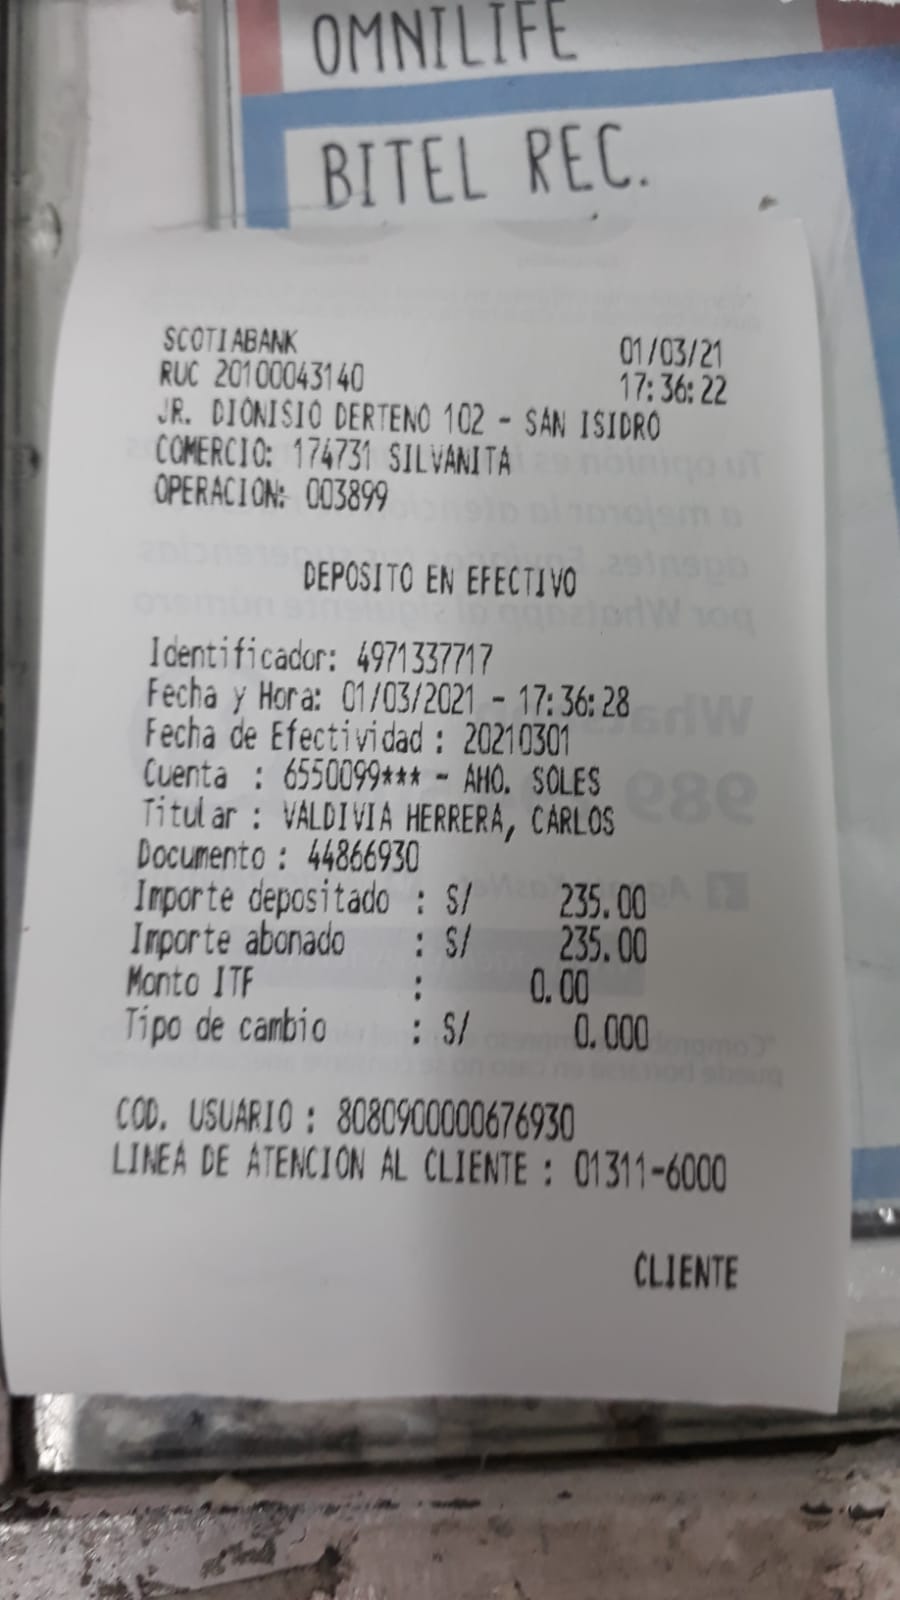 OMNILIFE
BITEL REC.
SCOTIABANK 01/03/21
RUC 20100043140 17:36:22
JR. DIONISIO DERTENO 102 - SAN ISIDRO
COMERCIO: 174731 SILVANITA
OPERACION: 003899
DEPOSITO EN EFECTIVO
Identificador: 4971337717
Fecha y Hora: 01/03/2021 - 17:36:28
Fecha de Efectividad : 20210301
Cuenta : 6550099*** - AHO. SOLES
Titular : VALDIVIA HERRERA, CARLOS
Documento : 44866930
Importe depositado : S/ 235.00
Importe abonado : S/ 235.00
Monto ITF : 0.00
Tipo de cambio : S/ 0.000
COD. USUARIO : 8080900000676930
LINEA DE ATENCION AL CLIENTE : 01311-6000
CLIENTE